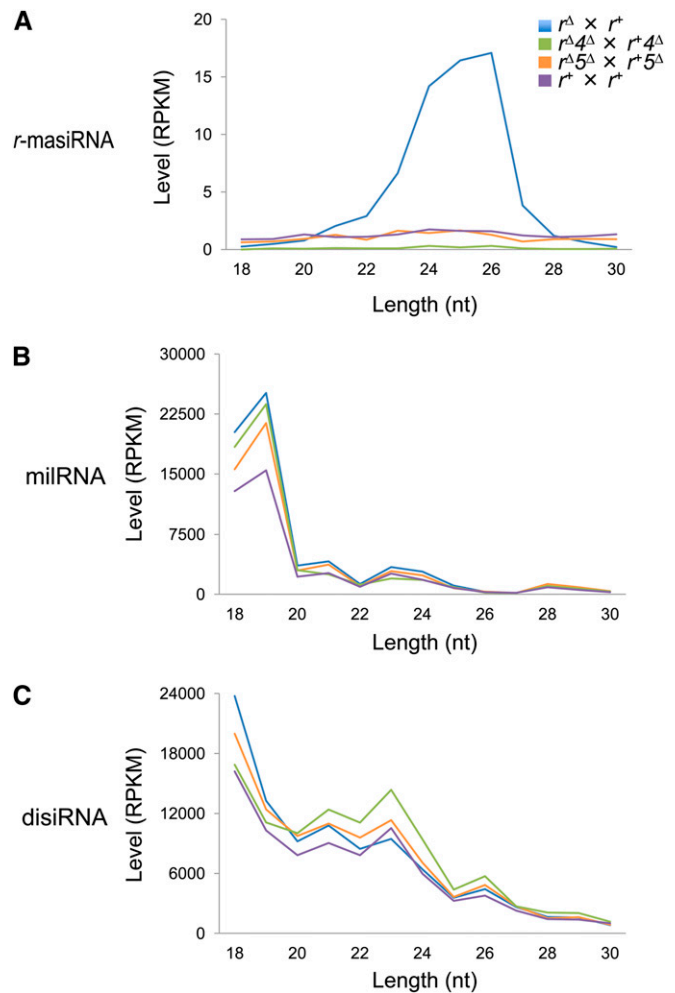 A
r-masiRNA
Level (RPKM)
20
15
10
5
0
18 20 22 24 26 28 30
Length (nt)
rΔ × r+
rΔ4Δ × r+4Δ
rΔ5Δ × r+5Δ
r+ × r+
B
milRNA
Level (RPKM)
30000
22500
15000
7500
0
18 20 22 24 26 28 30
Length (nt)
C
disiRNA
Level (RPKM)
24000
18000
12000
6000
0
18 20 22 24 26 28 30
Length (nt)